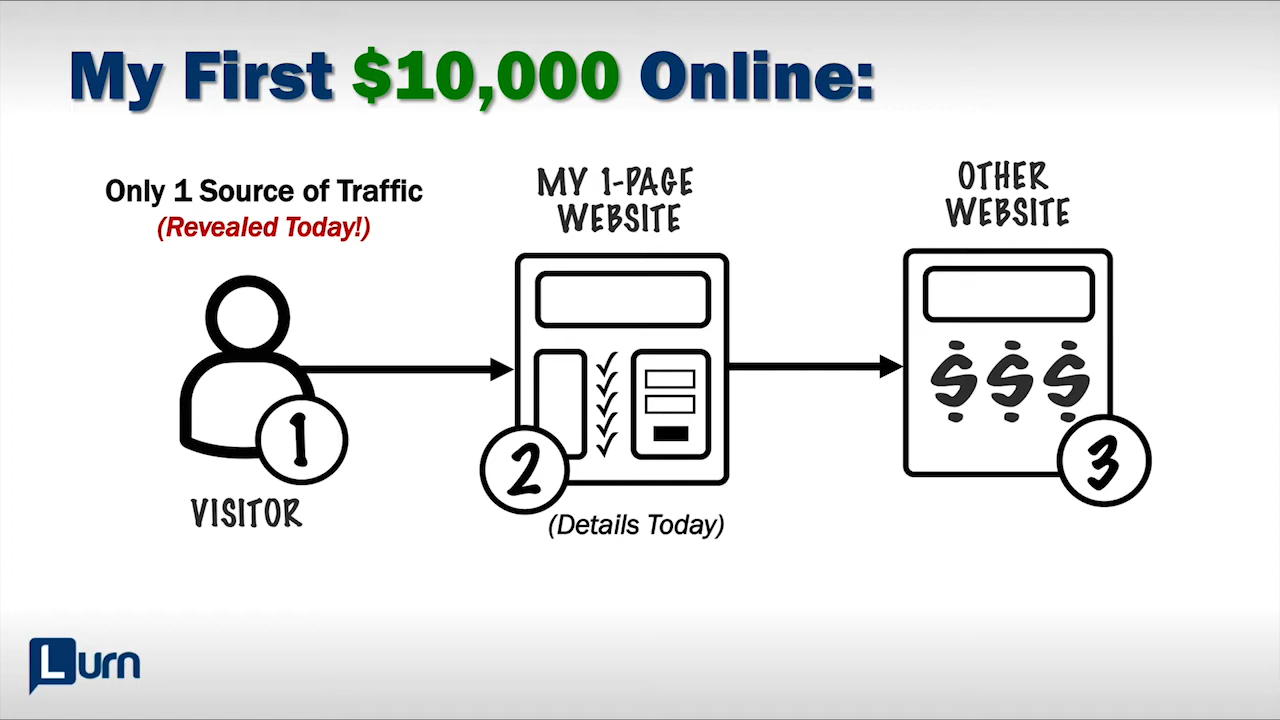 My First $10,000 Online:
Only 1 Source of Traffic
(Revealed Today!)
MY 1-PAGE
WEBSITE
OTHER
WEBSITE
$$$
1
2
3
VISITOR
(Details Today)
Lurn